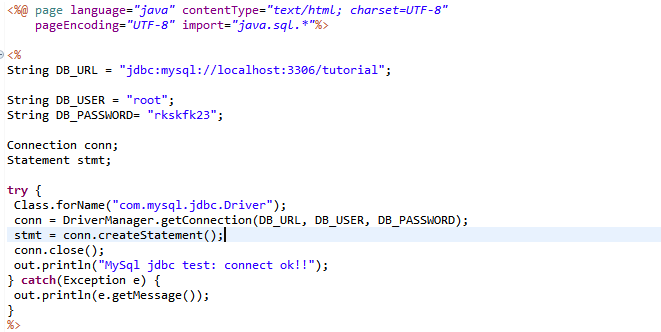 <%@ page language="java" contentType="text/html; charset=UTF-8"
    pageEncoding="UTF-8" import="java.sql.*"%>
<%
String DB_URL = "jdbc:mysql://localhost:3306/tutorial";
String DB_USER = "root";
String DB_PASSWORD= "rkskfk23";
Connection conn;
Statement stmt;
try {
 Class.forName("com.mysql.jdbc.Driver");
 conn = DriverManager.getConnection(DB_URL, DB_USER, DB_PASSWORD);
 stmt = conn.createStatement();
 conn.close();
 out.println("MySql jdbc test: connect ok!!");
} catch(Exception e) {
 out.println(e.getMessage());
}
%>